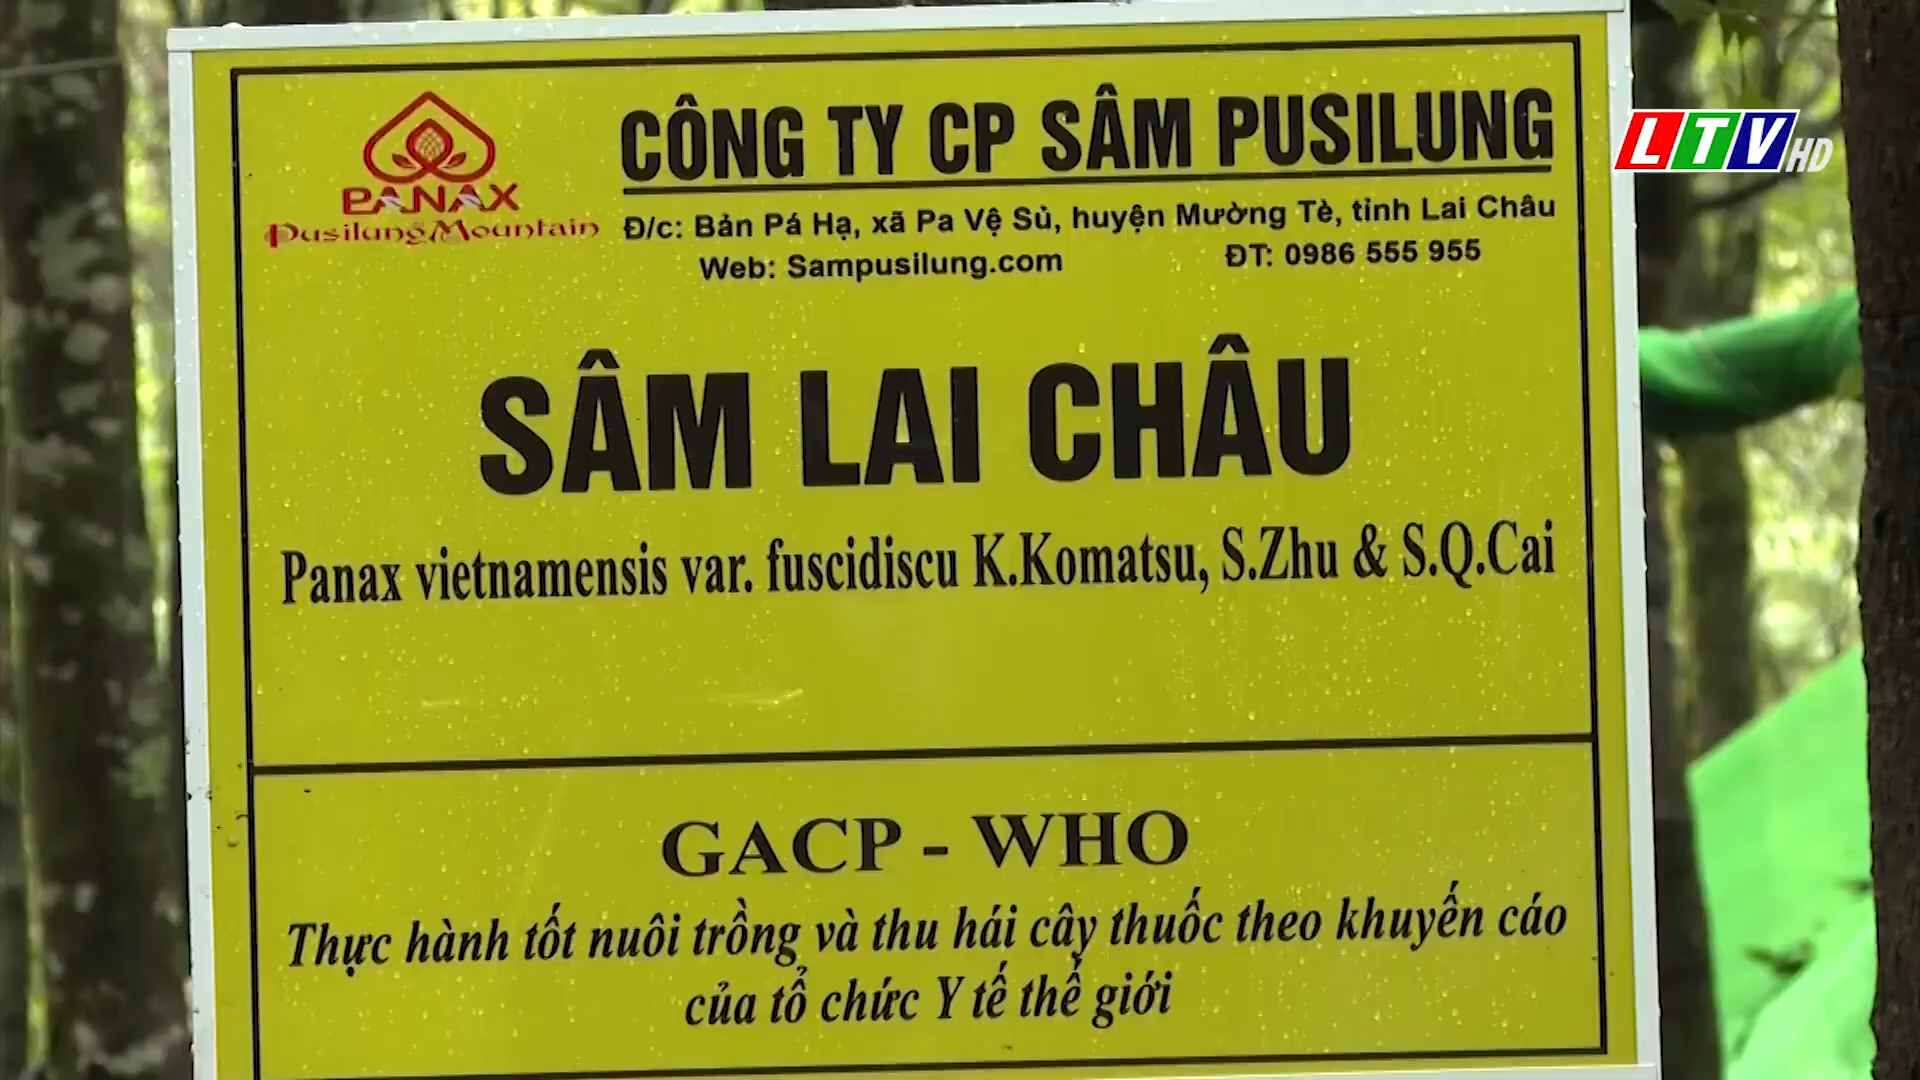 CÔNG TY CP SÂM PUSILUNG
PANAX
Pusilung Mountain
Đ/c: Bản Pá Hạ, xã Pa Vệ Sủ, huyện Mường Tè, tỉnh Lai Châu
Web: Sampusilung.com ĐT: 0986 555 955
LTV HD
SÂM LAI CHÂU
Panax vietnamensis var. fuscidiscu K.Komatsu, S.Zhu & S.Q.Cai
GACP - WHO
Thực hành tốt nuôi trồng và thu hái cây thuốc theo khuyến cáo
của tổ chức Y tế thế giới